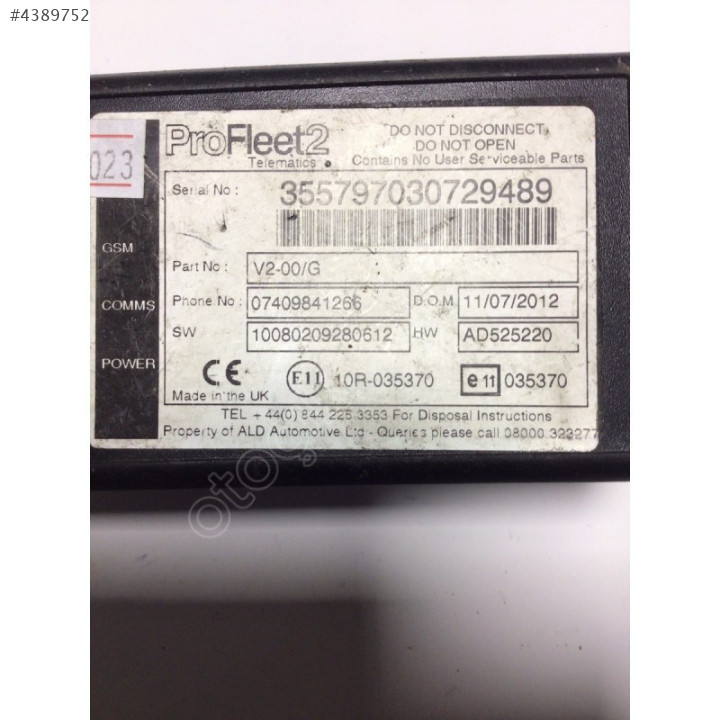 #4389752
023
ProFleet2
Telematics
DO NOT DISCONNECT
DO NOT OPEN
Contains No User Serviceable Parts
Serial No : 355797030729489
GSM
Part No : V2-00/G
COMMS
Phone No : 07409841266 D.O.M 11/07/2012
SW 10080209280612 HW AD525220
POWER
CE E11 10R-035370 e11 035370
Made in the UK
TEL + 44(0) 844 225 3353 For Disposal Instructions
Property of ALD Automotive Ltd - Queries please call 08000 323277